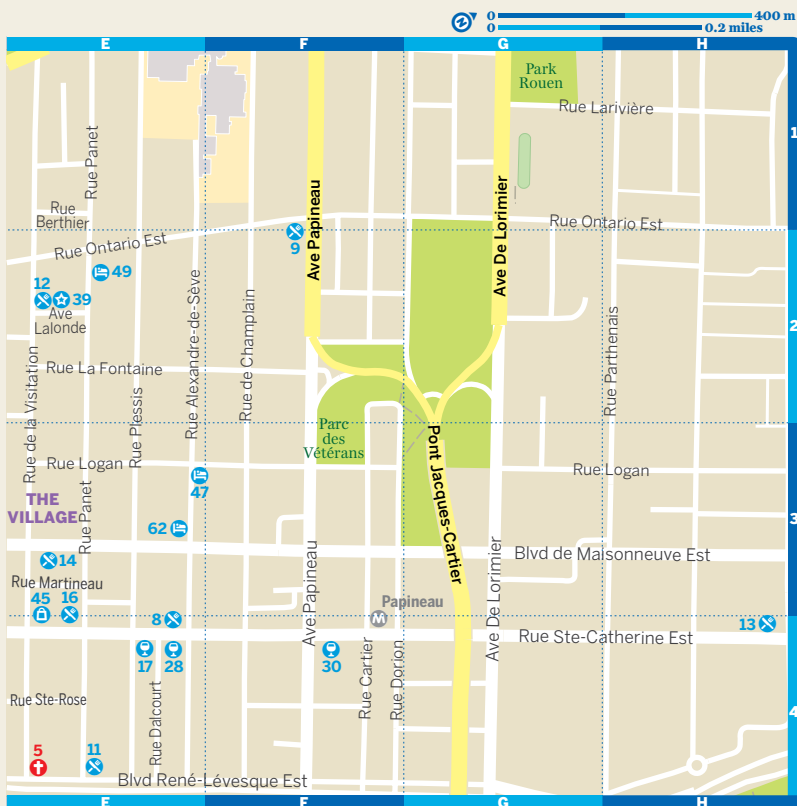 0 400 m
0 0.2 miles
E F G H
Park
Rouen
Rue Larivière
1
Rue Panet
Ave Papineau
Ave De Lorimier
Rue
Berthier
Rue Ontario Est
Rue Ontario Est
9
49
12
39
Ave
Lalonde
2
Rue Alexandre-de-Sève
Rue de Champlain
Rue Parthenais
Rue de la Visitation
Rue La Fontaine
Rue Plessis
Parc
des
Vétérans
Pont Jacques-Cartier
Rue Logan
Rue Logan
47
THE
VILLAGE
Rue Panet
62
3
Blvd de Maisonneuve Est
14
Rue Martineau
45
16
8
Ave Papineau
Papineau
M
Ave De Lorimier
13
Rue Ste-Catherine Est
17
28
30
Rue Cartier
Rue Dorion
Rue Ste-Rose
Rue Dalcourt
4
5
11
Blvd René-Lévesque Est
E F G H